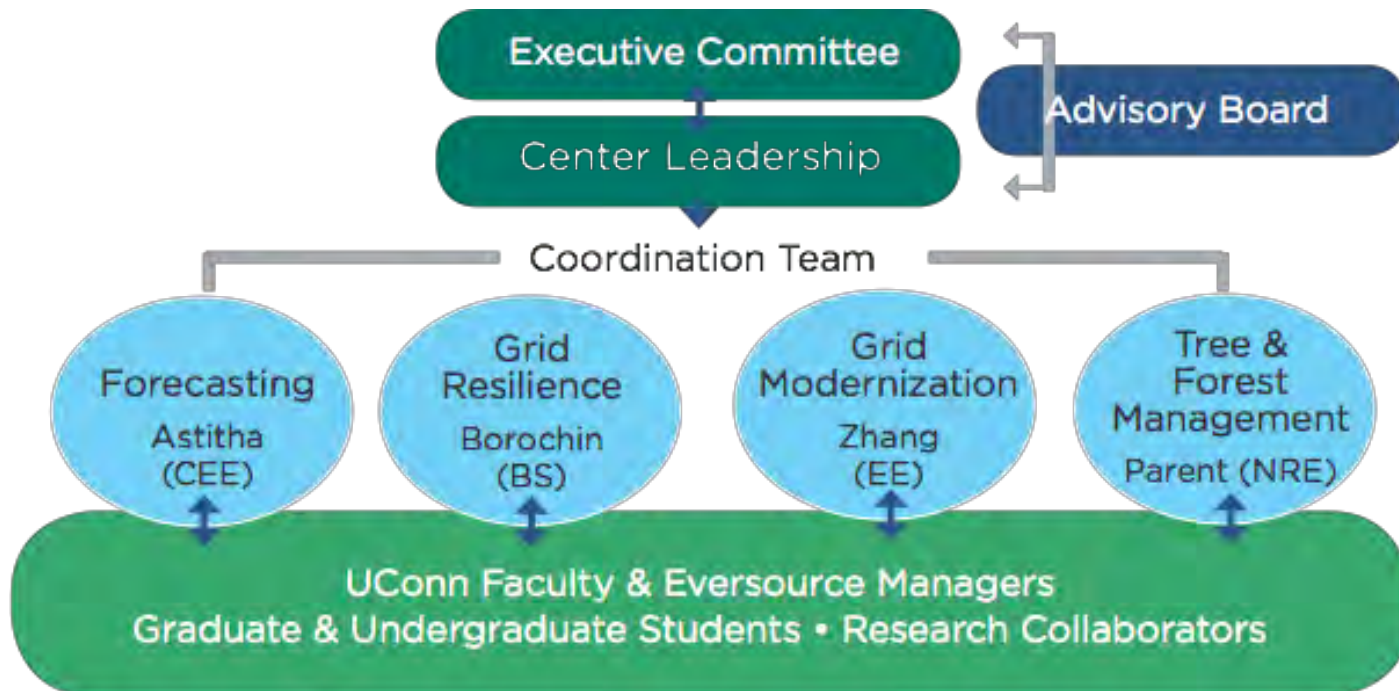 Executive Committee
Advisory Board
Center Leadership
Coordination Team
Forecasting
Astitha
(CEE)
Grid
Resilience
Borochin
(BS)
Grid
Modernization
Zhang
(EE)
Tree &
Forest
Management
Parent (NRE)
UConn Faculty & Eversource Managers
Graduate & Undergraduate Students • Research Collaborators